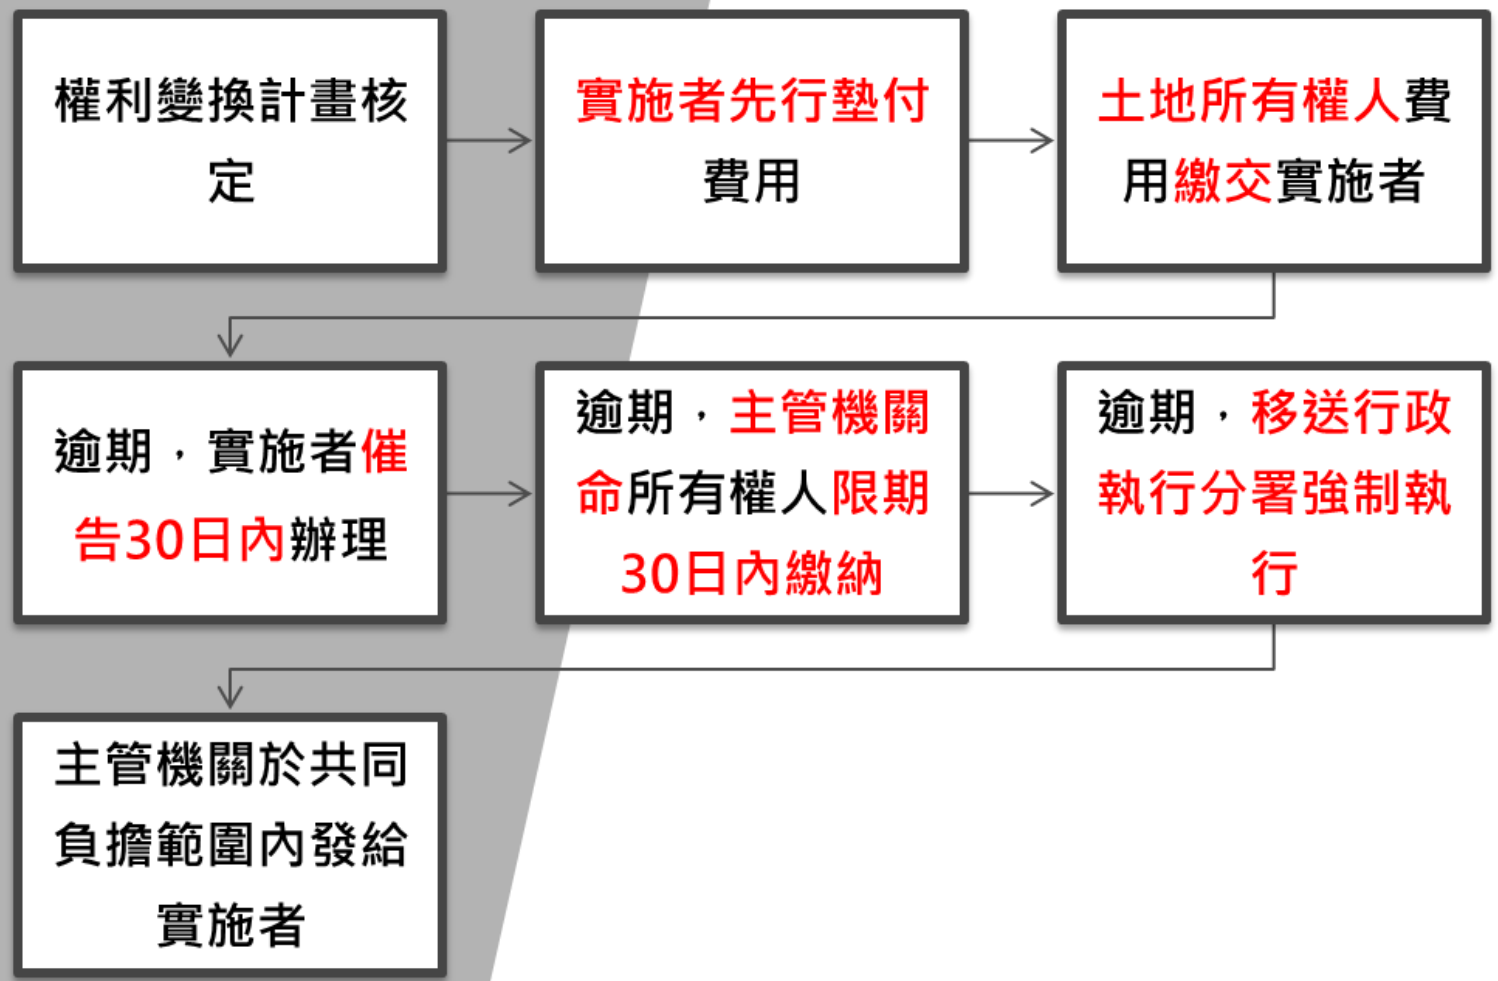 權利變換計畫核
定
實施者先行墊付
費用
土地所有權人費
用繳交實施者
逾期，實施者催
告30日內辦理
逾期，主管機關
命所有權人限期
30日內繳納
逾期，移送行政
執行分署強制執
行
主管機關於共同
負擔範圍內發給
實施者